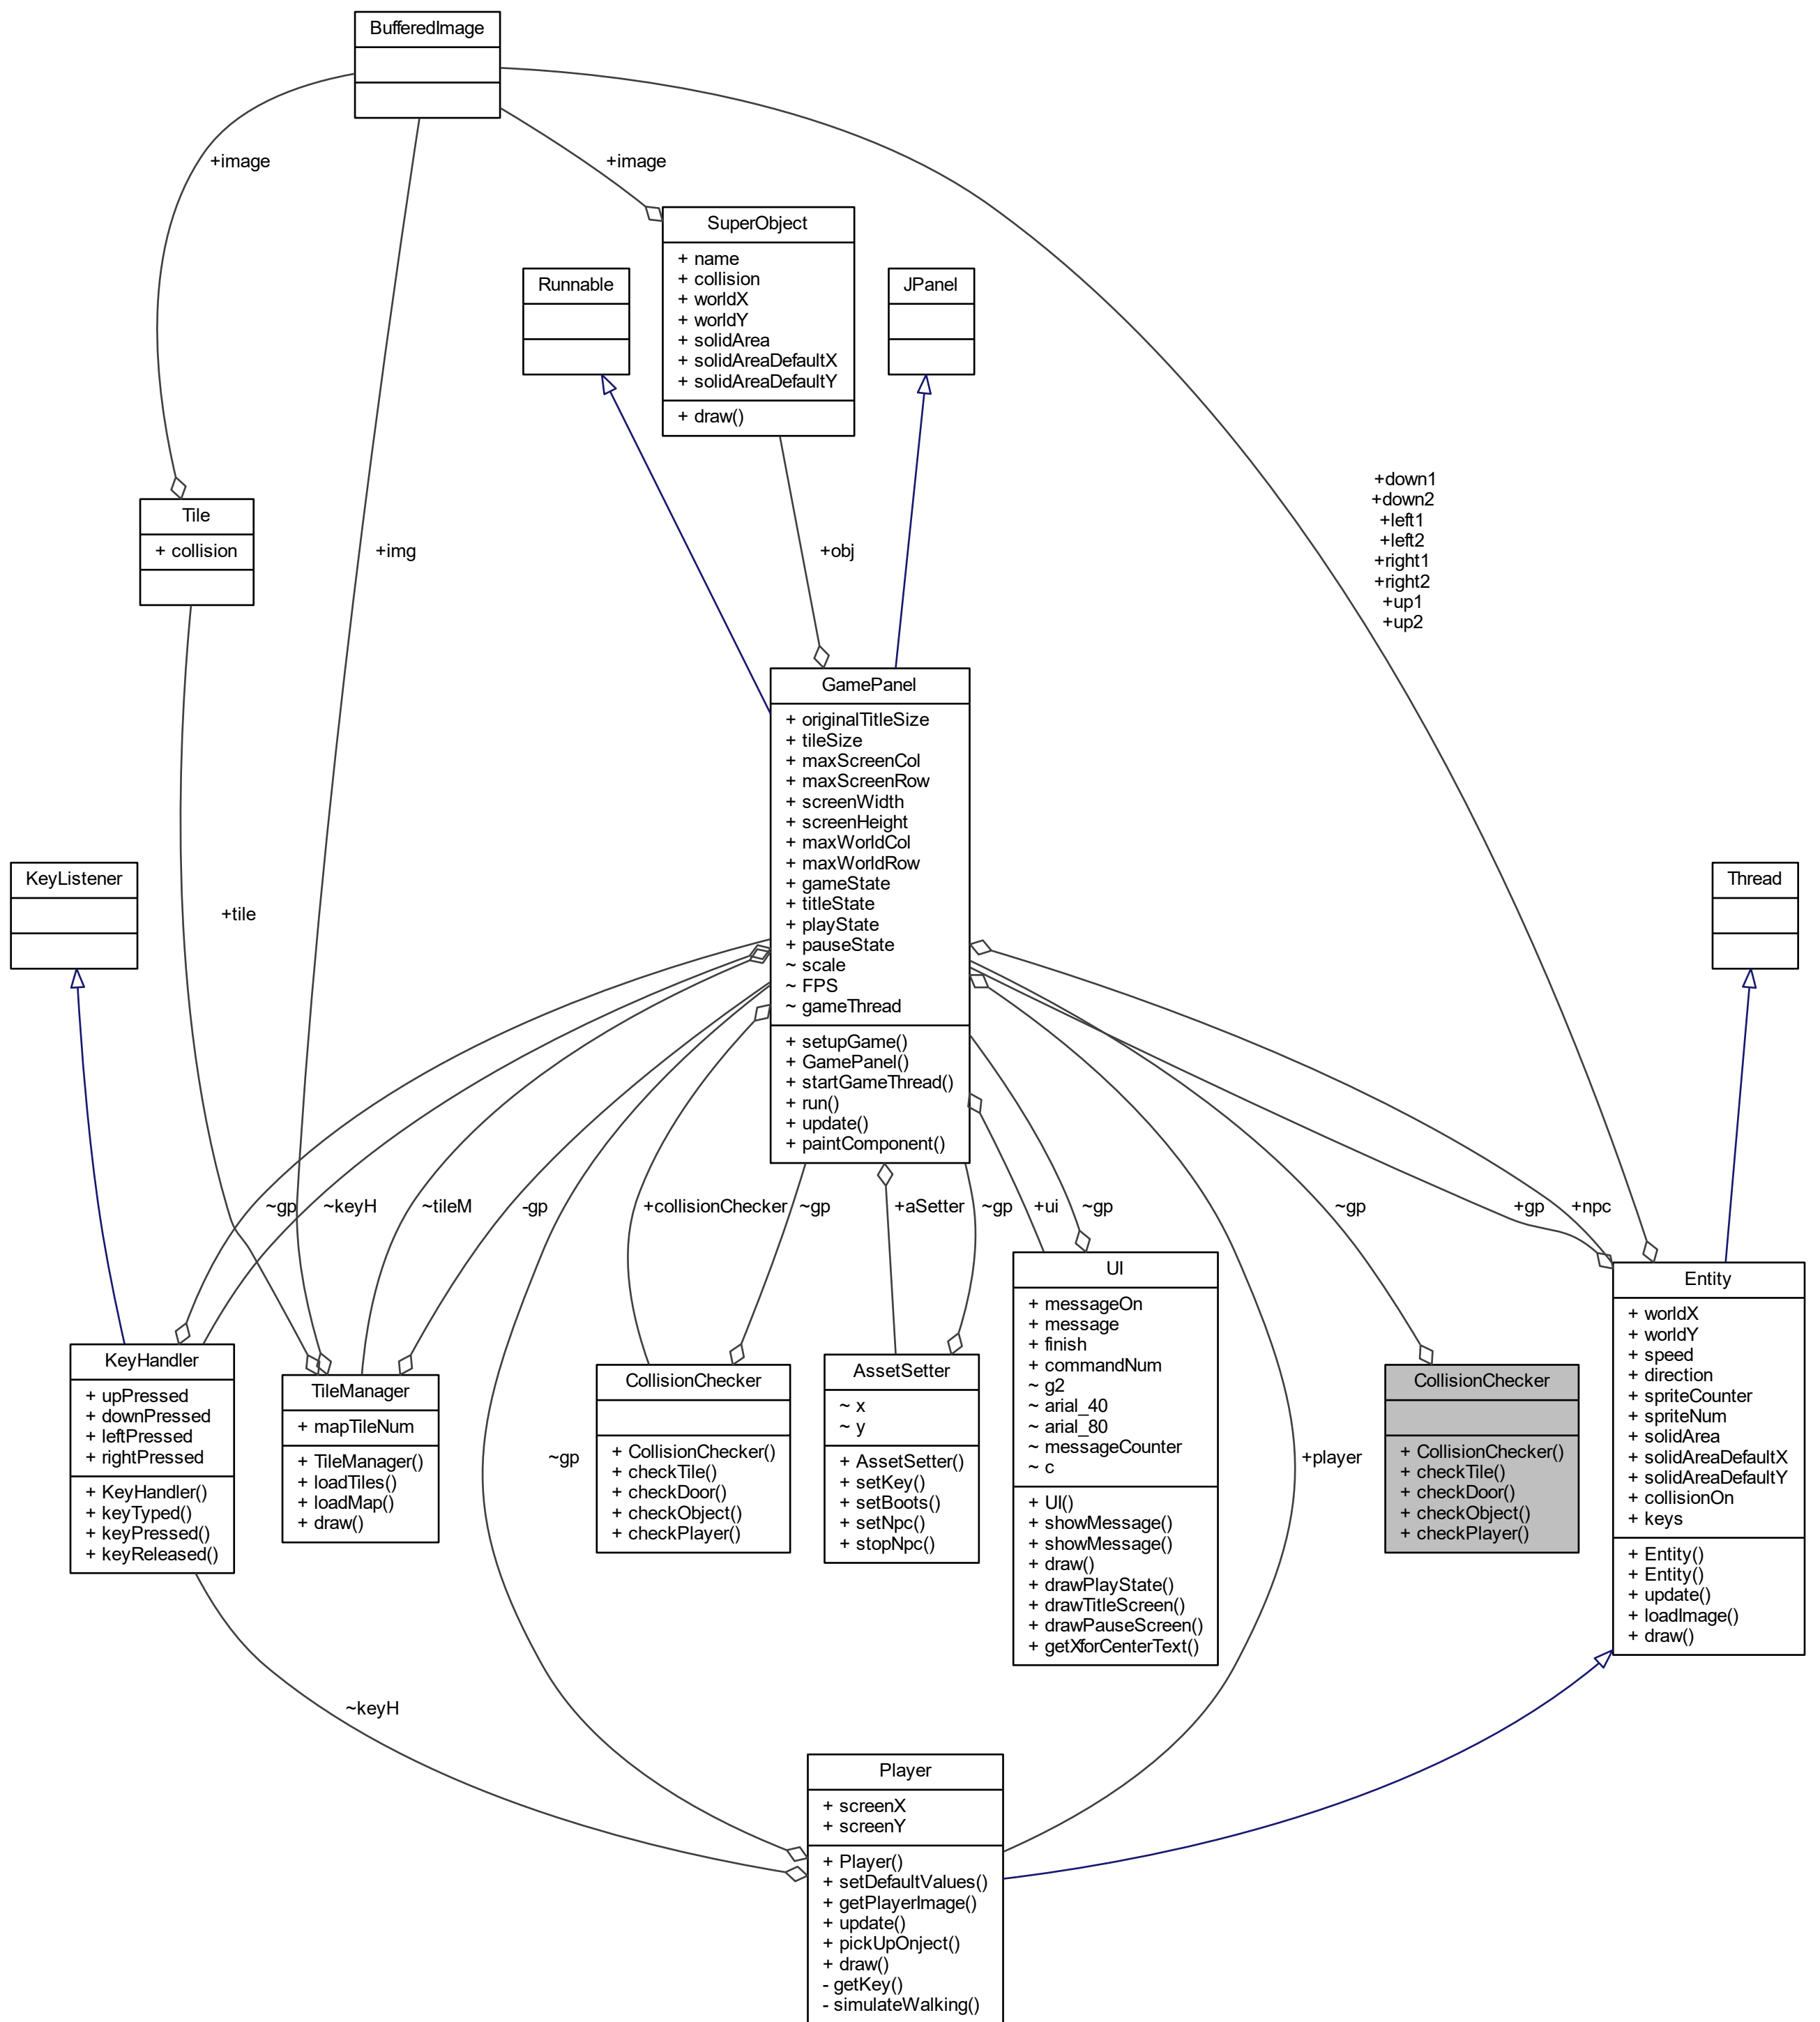 BufferedImage
+image
+image
SuperObject
+ name
+ collision
+ worldX
+ worldY
+ solidArea
+ solidAreaDefaultX
+ solidAreaDefaultY
+ draw()
Runnable
JPanel
+down1
+down2
+left1
+left2
+right1
+right2
+up1
+up2
Tile
+ collision
+img
+obj
GamePanel
+ originalTitleSize
+ tileSize
+ maxScreenCol
+ maxScreenRow
+ screenWidth
+ screenHeight
+ maxWorldCol
+ maxWorldRow
+ gameState
+ titleState
+ playState
+ pauseState
~ scale
~ FPS
~ gameThread
+ setupGame()
+ GamePanel()
+ startGameThread()
+ run()
+ update()
+ paintComponent()
KeyListener
+tile
Thread
~gp
~keyH
~tileM
-gp
+collisionChecker
~gp
+aSetter
~gp
+ui
~gp
~gp
+gp
+npc
KeyHandler
+ upPressed
+ downPressed
+ leftPressed
+ rightPressed
+ KeyHandler()
+ keyTyped()
+ keyPressed()
+ keyReleased()
TileManager
+ mapTileNum
+ TileManager()
+ loadTiles()
+ loadMap()
+ draw()
~gp
CollisionChecker
+ CollisionChecker()
+ checkTile()
+ checkDoor()
+ checkObject()
+ checkPlayer()
AssetSetter
~ x
~ y
+ AssetSetter()
+ setKey()
+ setBoots()
+ setNpc()
+ stopNpc()
UI
+ messageOn
+ message
+ finish
+ commandNum
~ g2
~ arial_40
~ arial_80
~ messageCounter
~ c
+ UI()
+ showMessage()
+ showMessage()
+ draw()
+ drawPlayState()
+ drawTitleScreen()
+ drawPauseScreen()
+ getXforCenterText()
+player
CollisionChecker
+ CollisionChecker()
+ checkTile()
+ checkDoor()
+ checkObject()
+ checkPlayer()
Entity
+ worldX
+ worldY
+ speed
+ direction
+ spriteCounter
+ spriteNum
+ solidArea
+ solidAreaDefaultX
+ solidAreaDefaultY
+ collisionOn
+ keys
+ Entity()
+ Entity()
+ update()
+ loadImage()
+ draw()
~keyH
Player
+ screenX
+ screenY
+ Player()
+ setDefaultValues()
+ getPlayerImage()
+ update()
+ pickUpOnject()
+ draw()
- getKey()
- simulateWalking()